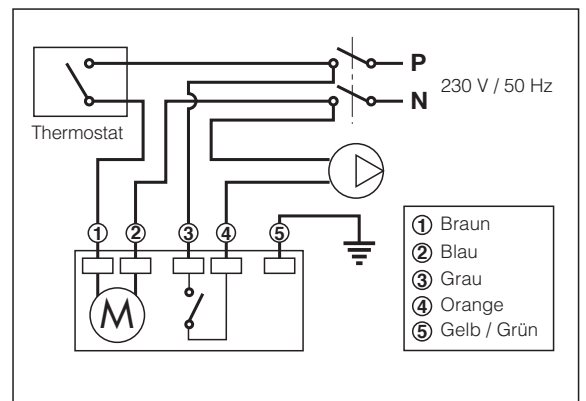 P
230 V / 50 Hz
N
Thermostat
1 2 3 4 5
M
1 Braun
2 Blau
3 Grau
4 Orange
5 Gelb / Grün